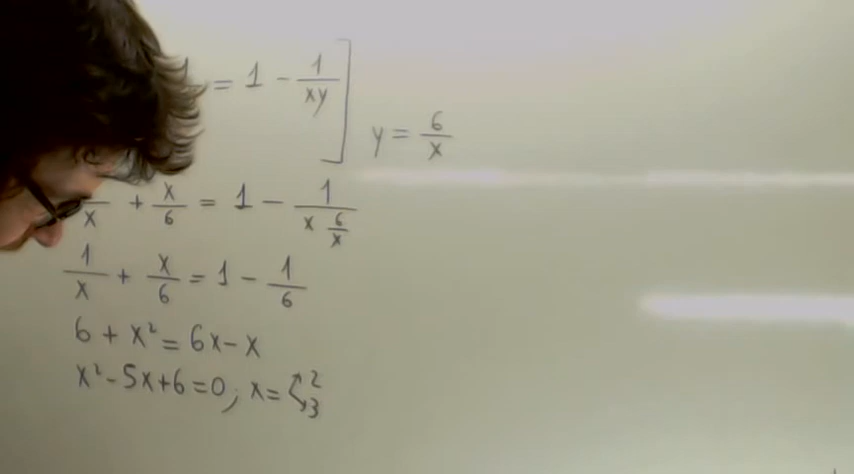 = 1 - 1/xy ]
y = 6/x
/x + x/6 = 1 - 1/(x 6/x)
1/x + x/6 = 1 - 1/6
6 + x² = 6x - x
x² - 5x + 6 = 0; x = 2 3